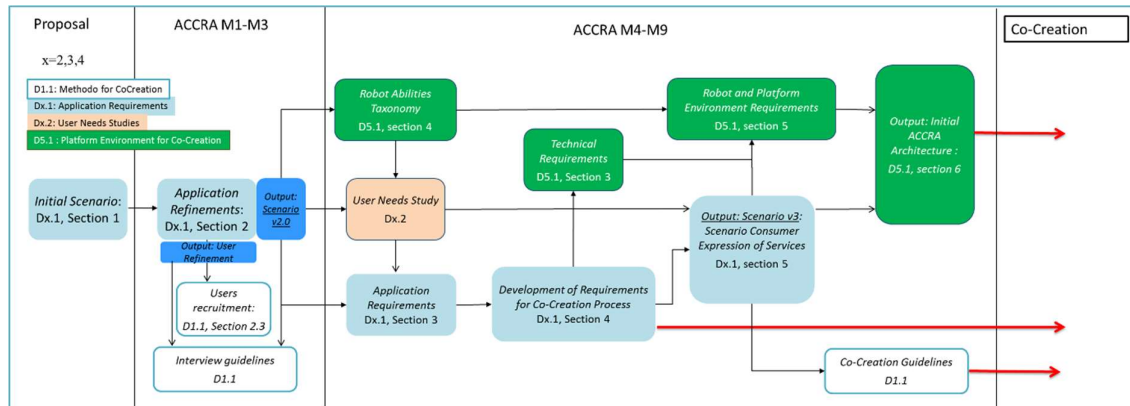 Proposal
ACCRA M1-M3
ACCRA M4-M9
Co-Creation
x=2,3,4
D1.1: Methodo for CoCreation
Dx.1: Application Requirements
Dx.2: User Needs Studies
D5.1 : Platform Environment for Co-Creation
Robot Abilities
Taxonomy
D5.1, section 4
Robot and Platform
Environment Requirements
D5.1, section 5
Output: Initial
ACCRA
Architecture :
D5.1, section 6
Technical
Requirements
D5.1, Section 3
Initial Scenario:
Dx.1, Section 1
Application
Refinements:
Dx.1, Section 2
Output:
Scenario
v2.0
Output: User
Refinement
User Needs Study
Dx.2
Output: Scenario v3:
Scenario Consumer
Expression of Services
Dx.1, section 5
Users
recruitment:
D1.1, Section 2.3
Application
Requirements
Dx.1, Section 3
Development of Requirements
for Co-Creation Process
Dx.1, Section 4
Interview guidelines
D1.1
Co-Creation Guidelines
D1.1